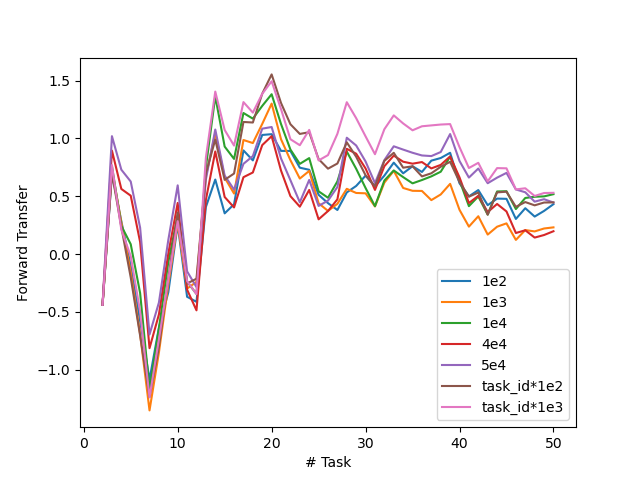 1.5
1.0
0.5
0.0
−0.5
−1.0
Forward Transfer
0
10
20
30
40
50
# Task
1e2
1e3
1e4
4e4
5e4
task_id*1e2
task_id*1e3